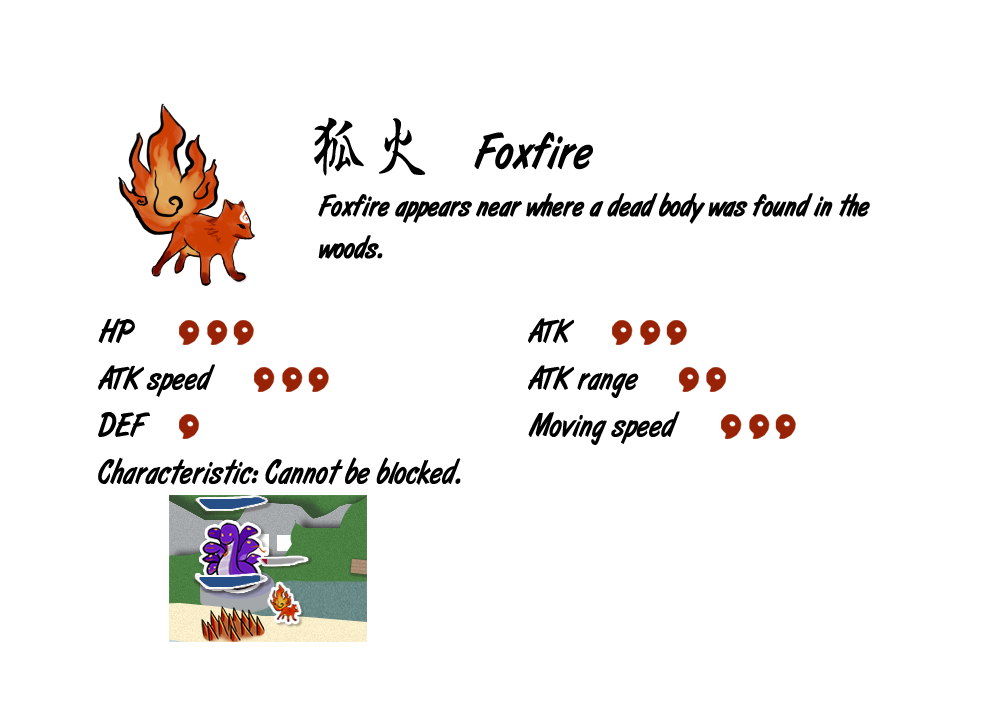 狐火 Foxfire
Foxfire appears near where a dead body was found in the
woods.
HP ATK
ATK speed ATK range
DEF Moving speed
Characteristic: Cannot be blocked.